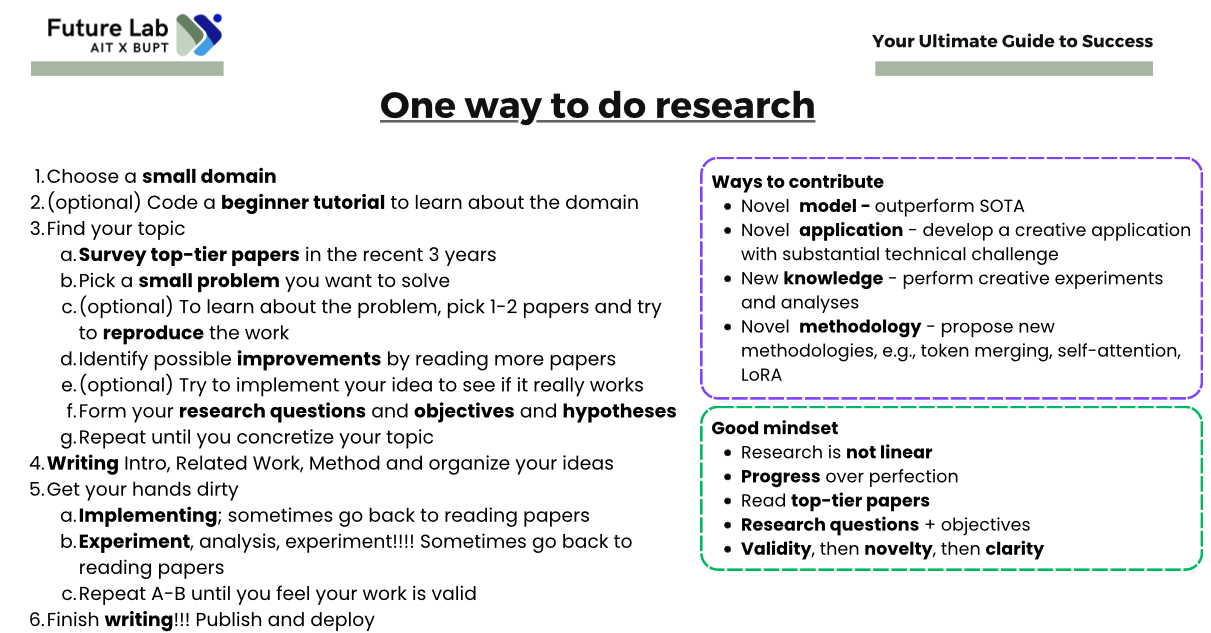 Future Lab
AIT X BUPT
Your Ultimate Guide to Success
One way to do research
1. Choose a small domain
2. (optional) Code a beginner tutorial to learn about the domain
3. Find your topic
a. Survey top-tier papers in the recent 3 years
b. Pick a small problem you want to solve
c. (optional) To learn about the problem, pick 1-2 papers and try
to reproduce the work
d. Identify possible improvements by reading more papers
e. (optional) Try to implement your idea to see if it really works
f. Form your research questions and objectives and hypotheses
g. Repeat until you concretize your topic
4. Writing Intro, Related Work, Method and organize your ideas
5. Get your hands dirty
a. Implementing; sometimes go back to reading papers
b. Experiment, analysis, experiment!!!! Sometimes go back to
reading papers
c. Repeat A-B until you feel your work is valid
6. Finish writing!!! Publish and deploy
Ways to contribute
• Novel model - outperform SOTA
• Novel application - develop a creative application
with substantial technical challenge
• New knowledge - perform creative experiments
and analyses
• Novel methodology - propose new
methodologies, e.g., token merging, self-attention,
LoRA
Good mindset
• Research is not linear
• Progress over perfection
• Read top-tier papers
• Research questions + objectives
• Validity, then novelty, then clarity